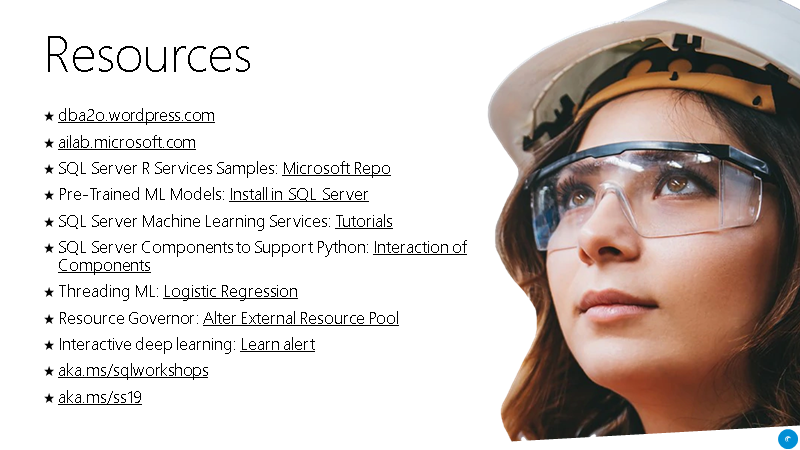 Resources
★ dba2o.wordpress.com
★ ailab.microsoft.com
★ SQL Server R Services Samples: Microsoft Repo
★ Pre-Trained ML Models: Install in SQL Server
★ SQL Server Machine Learning Services: Tutorials
★ SQL Server Components to Support Python: Interaction of
Components
★ Threading ML: Logistic Regression
★ Resource Governor: Alter External Resource Pool
★ Interactive deep learning: Learn alert
★ aka.ms/sqlworkshops
★ aka.ms/ss19